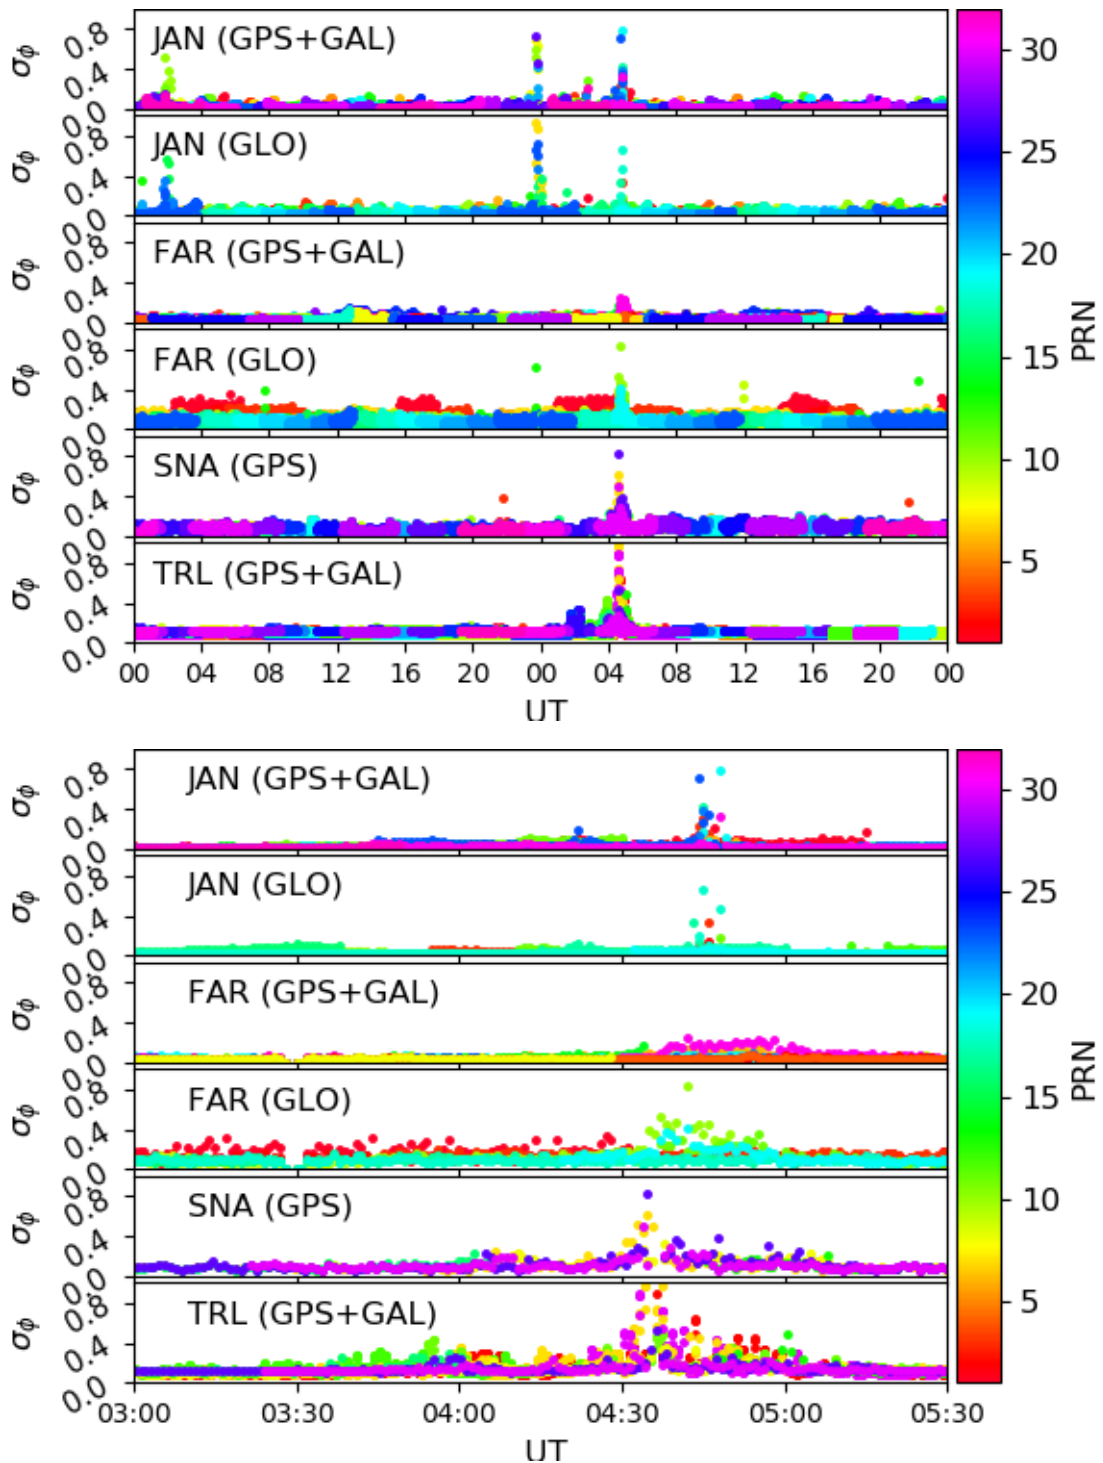 0.8
0.4
0.0
σϕ
JAN (GPS+GAL)
0.8
0.4
0.0
σϕ
JAN (GLO)
0.8
0.4
0.0
σϕ
FAR (GPS+GAL)
0.8
0.4
0.0
σϕ
FAR (GLO)
0.8
0.4
0.0
σϕ
SNA (GPS)
0.8
0.4
0.0
σϕ
TRL (GPS+GAL)
00 04 08 12 16 20 00 04 08 12 16 20 00
UT
30
25
20
15
10
5
PRN
0.8
0.4
0.0
σϕ
JAN (GPS+GAL)
0.8
0.4
0.0
σϕ
JAN (GLO)
0.8
0.4
0.0
σϕ
FAR (GPS+GAL)
0.8
0.4
0.0
σϕ
FAR (GLO)
0.8
0.4
0.0
σϕ
SNA (GPS)
0.8
0.4
0.0
σϕ
TRL (GPS+GAL)
03:00 03:30 04:00 04:30 05:00 05:30
UT
30
25
20
15
10
5
PRN